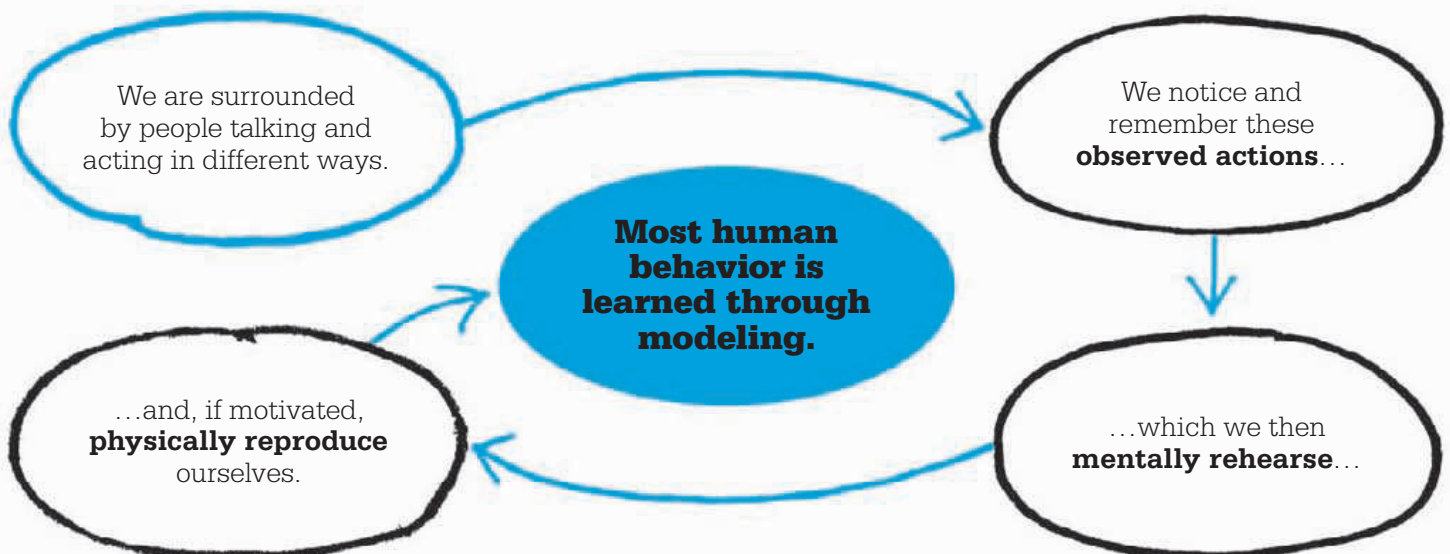 We are surrounded
by people talking and
acting in different ways.
We notice and
remember these
observed actions…
…which we then
mentally rehearse…
…and, if motivated,
physically reproduce
ourselves.
Most human
behavior is
learned through
modeling.